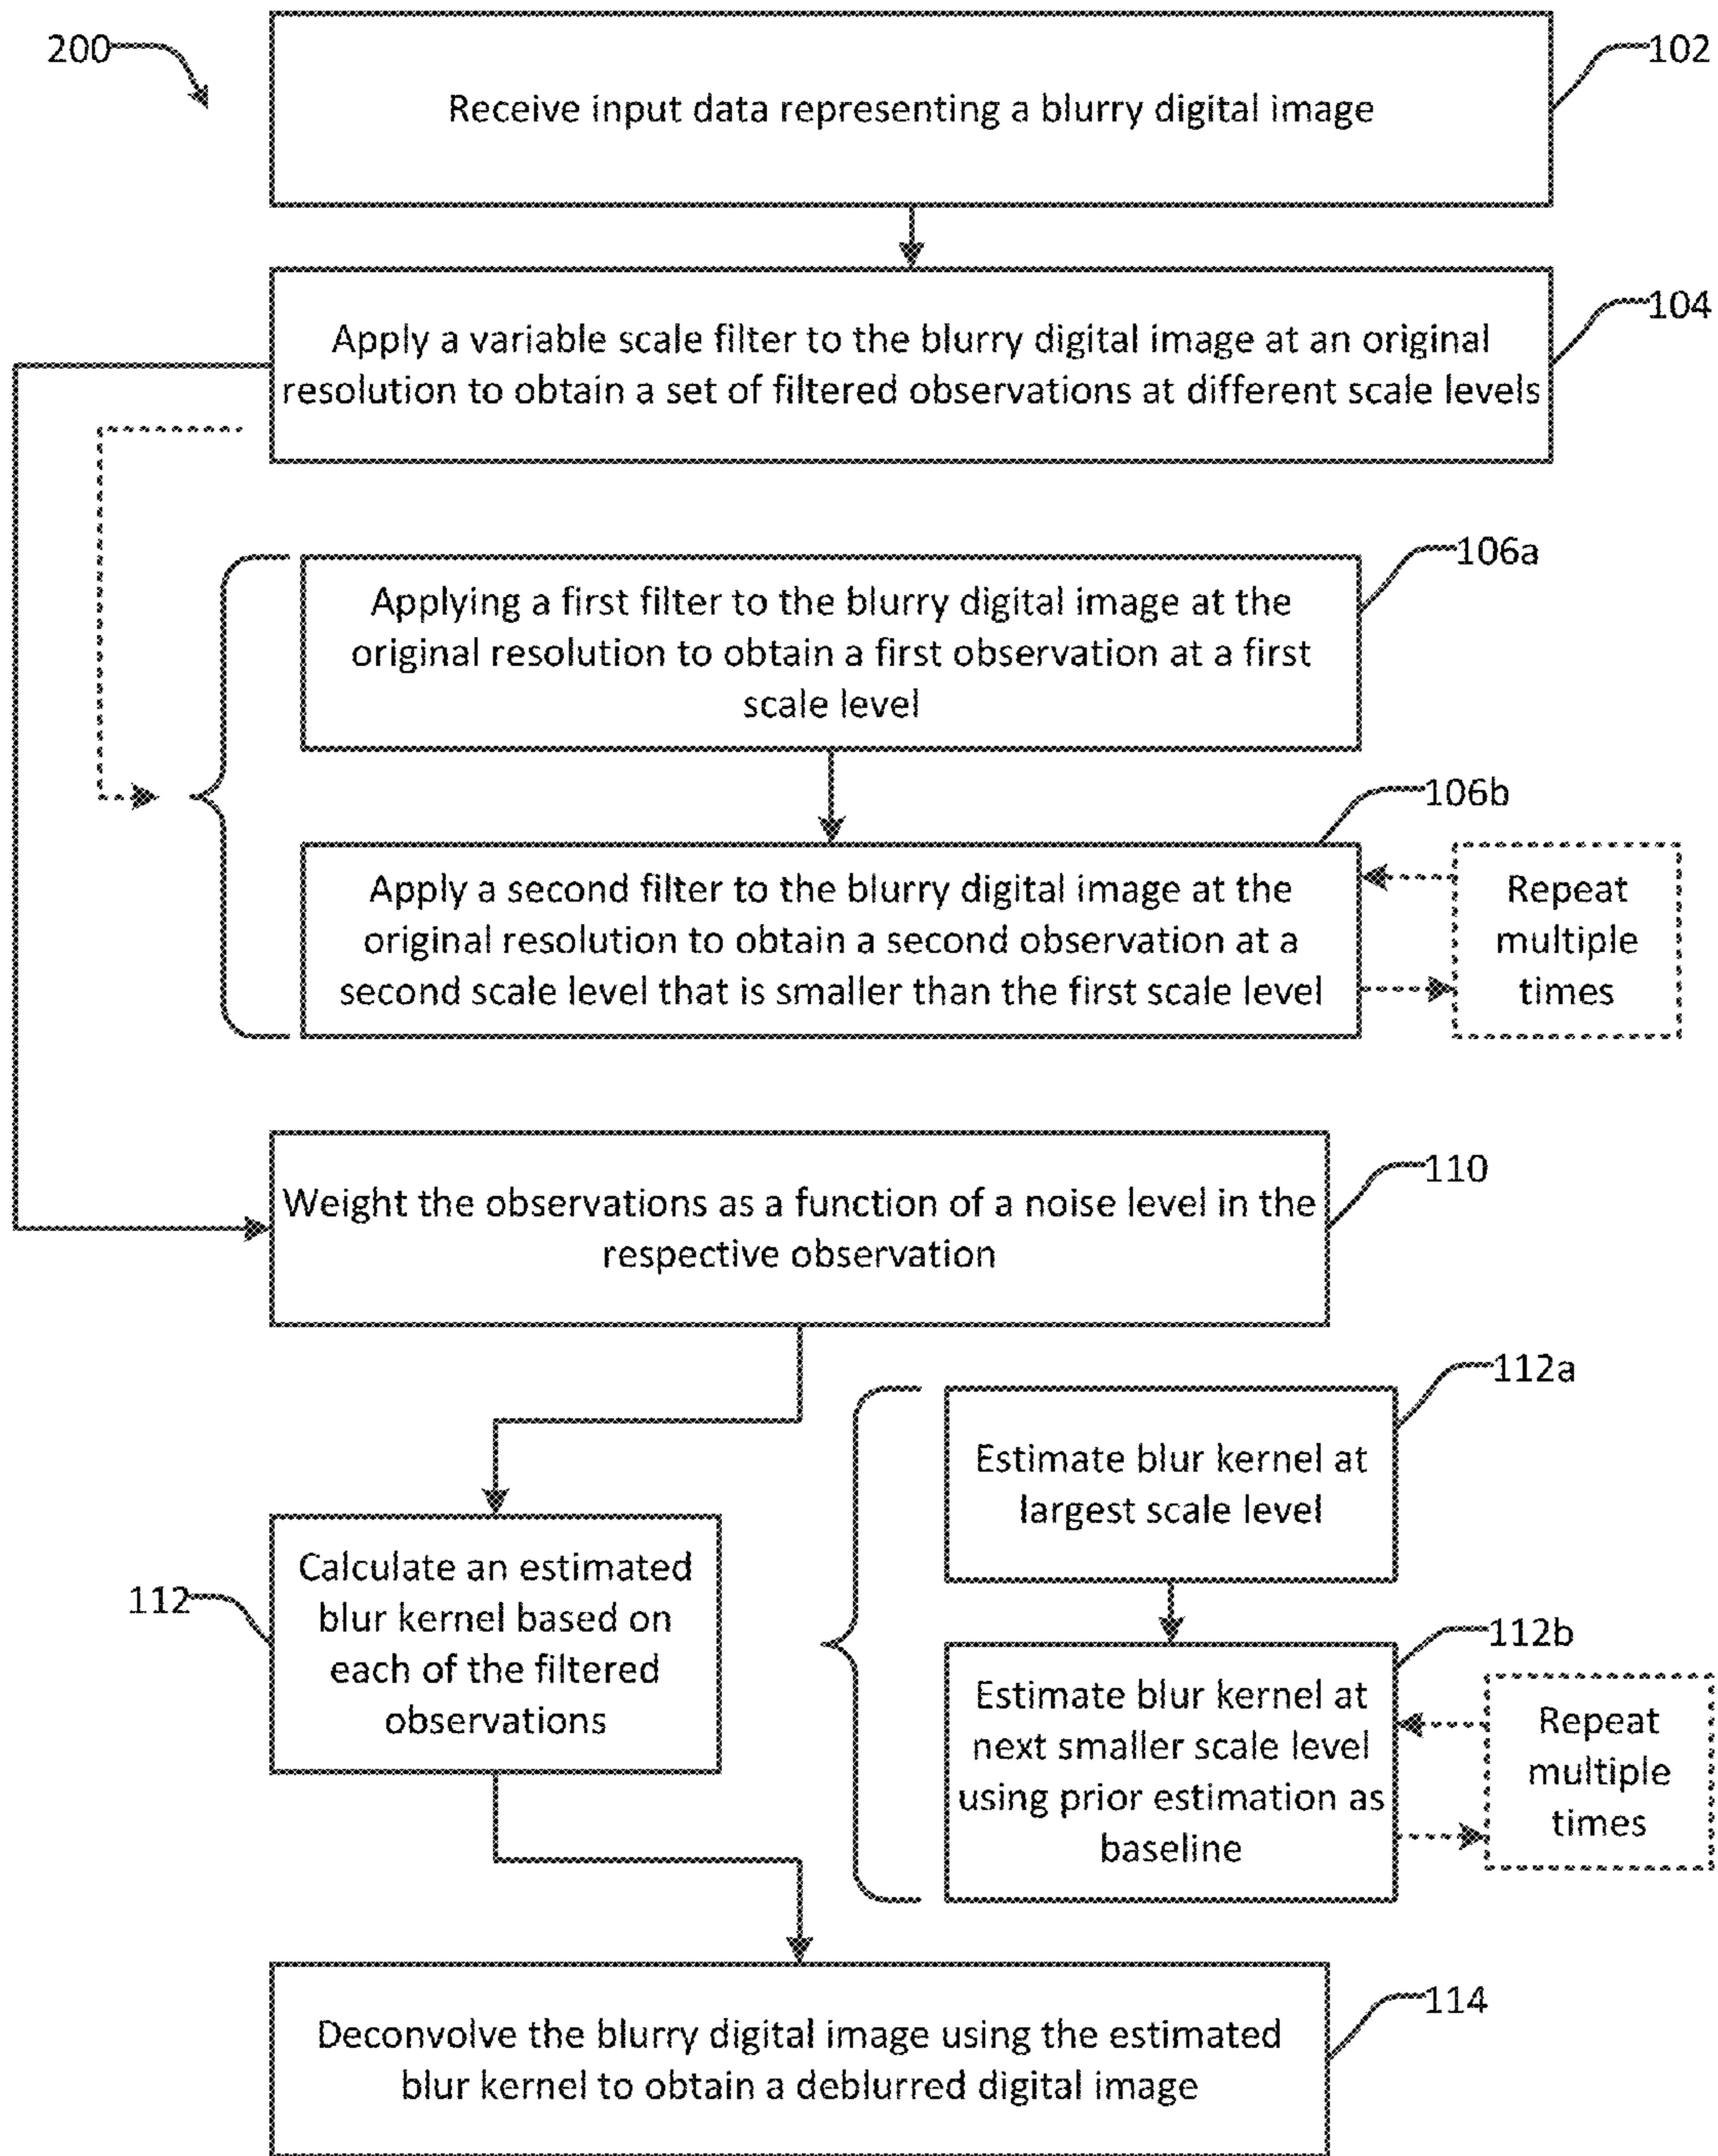 200
102
Receive input data representing a blurry digital image
104
Apply a variable scale filter to the blurry digital image at an original
resolution to obtain a set of filtered observations at different scale levels
106a
Applying a first filter to the blurry digital image at the
original resolution to obtain a first observation at a first
scale level
106b
Apply a second filter to the blurry digital image at the
original resolution to obtain a second observation at a
second scale level that is smaller than the first scale level
Repeat
multiple
times
110
Weight the observations as a function of a noise level in the
respective observation
112a
Estimate blur kernel at
largest scale level
112
Calculate an estimated
blur kernel based on
each of the filtered
observations
112b
Estimate blur kernel at
next smaller scale level
using prior estimation as
baseline
Repeat
multiple
times
114
Deconvolve the blurry digital image using the estimated
blur kernel to obtain a deblurred digital image